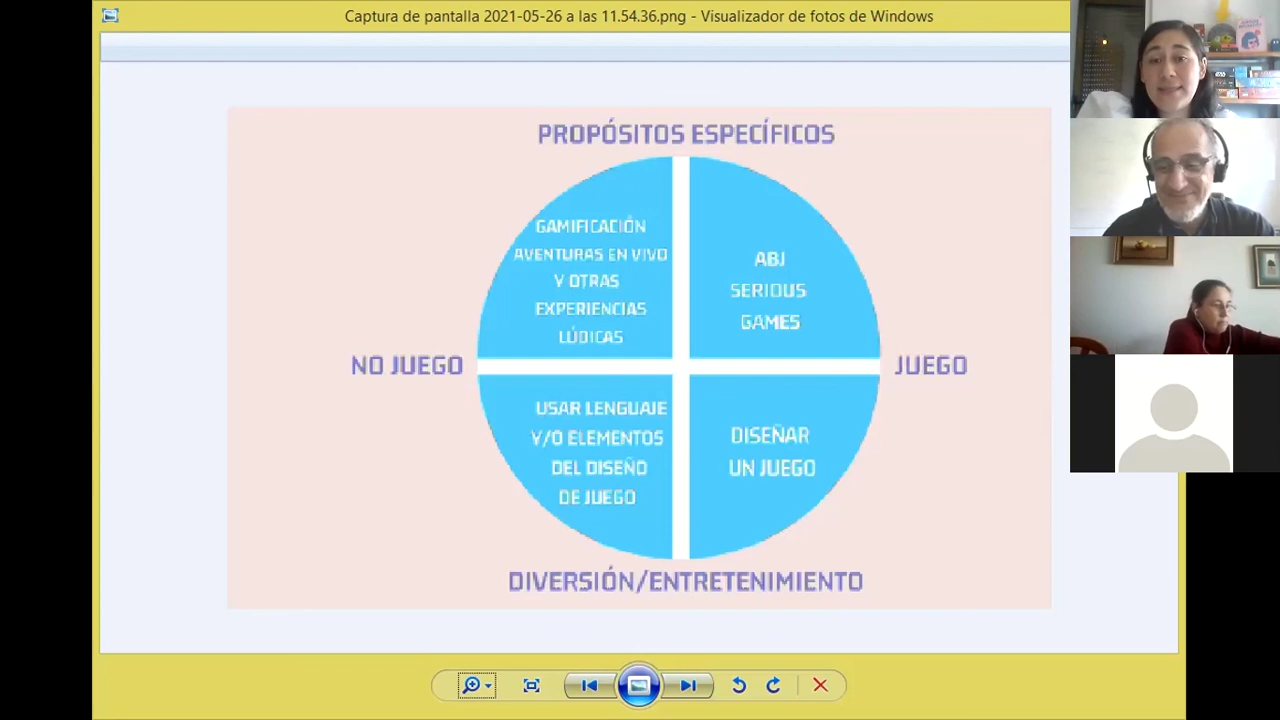 Captura de pantalla 2021-05-26 a las 11.54.36.png - Visualizador de fotos de Windows
PROPÓSITOS ESPECÍFICOS
GAMIFICACIÓN
AVENTURAS EN VIVO
Y OTRAS
EXPERIENCIAS
LÚDICAS
ABJ
SERIOUS
GAMES
NO JUEGO
JUEGO
USAR LENGUAJE
Y/O ELEMENTOS
DEL DISEÑO
DE JUEGO
DISEÑAR
UN JUEGO
DIVERSIÓN/ENTRETENIMIENTO